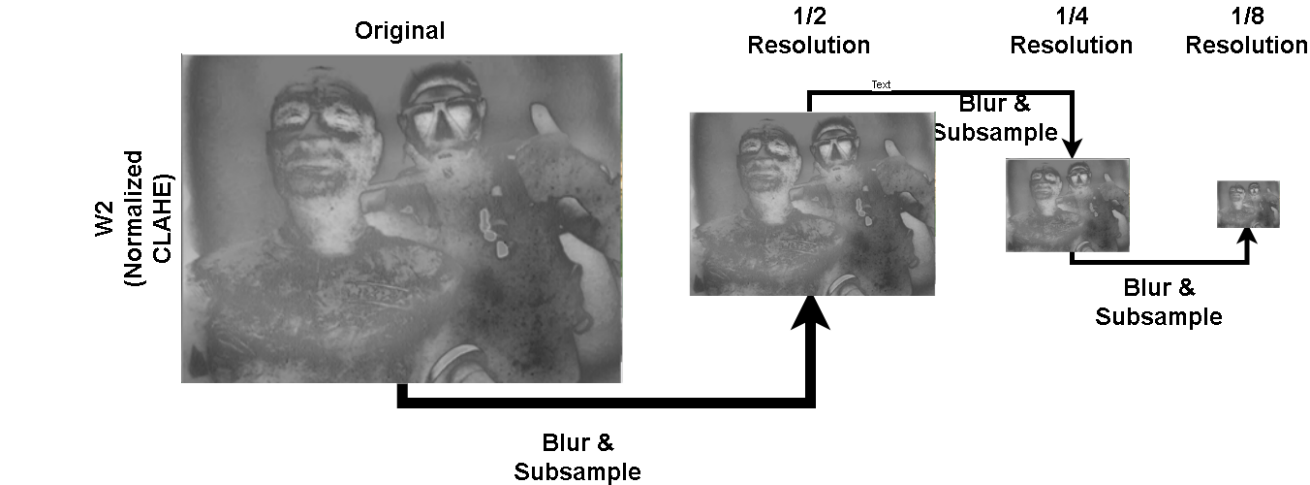 Original
1/2
Resolution
1/4
Resolution
1/8
Resolution
Text
Blur &
Subsample
W2
(Normalized
CLAHE)
Blur &
Subsample
Blur &
Subsample